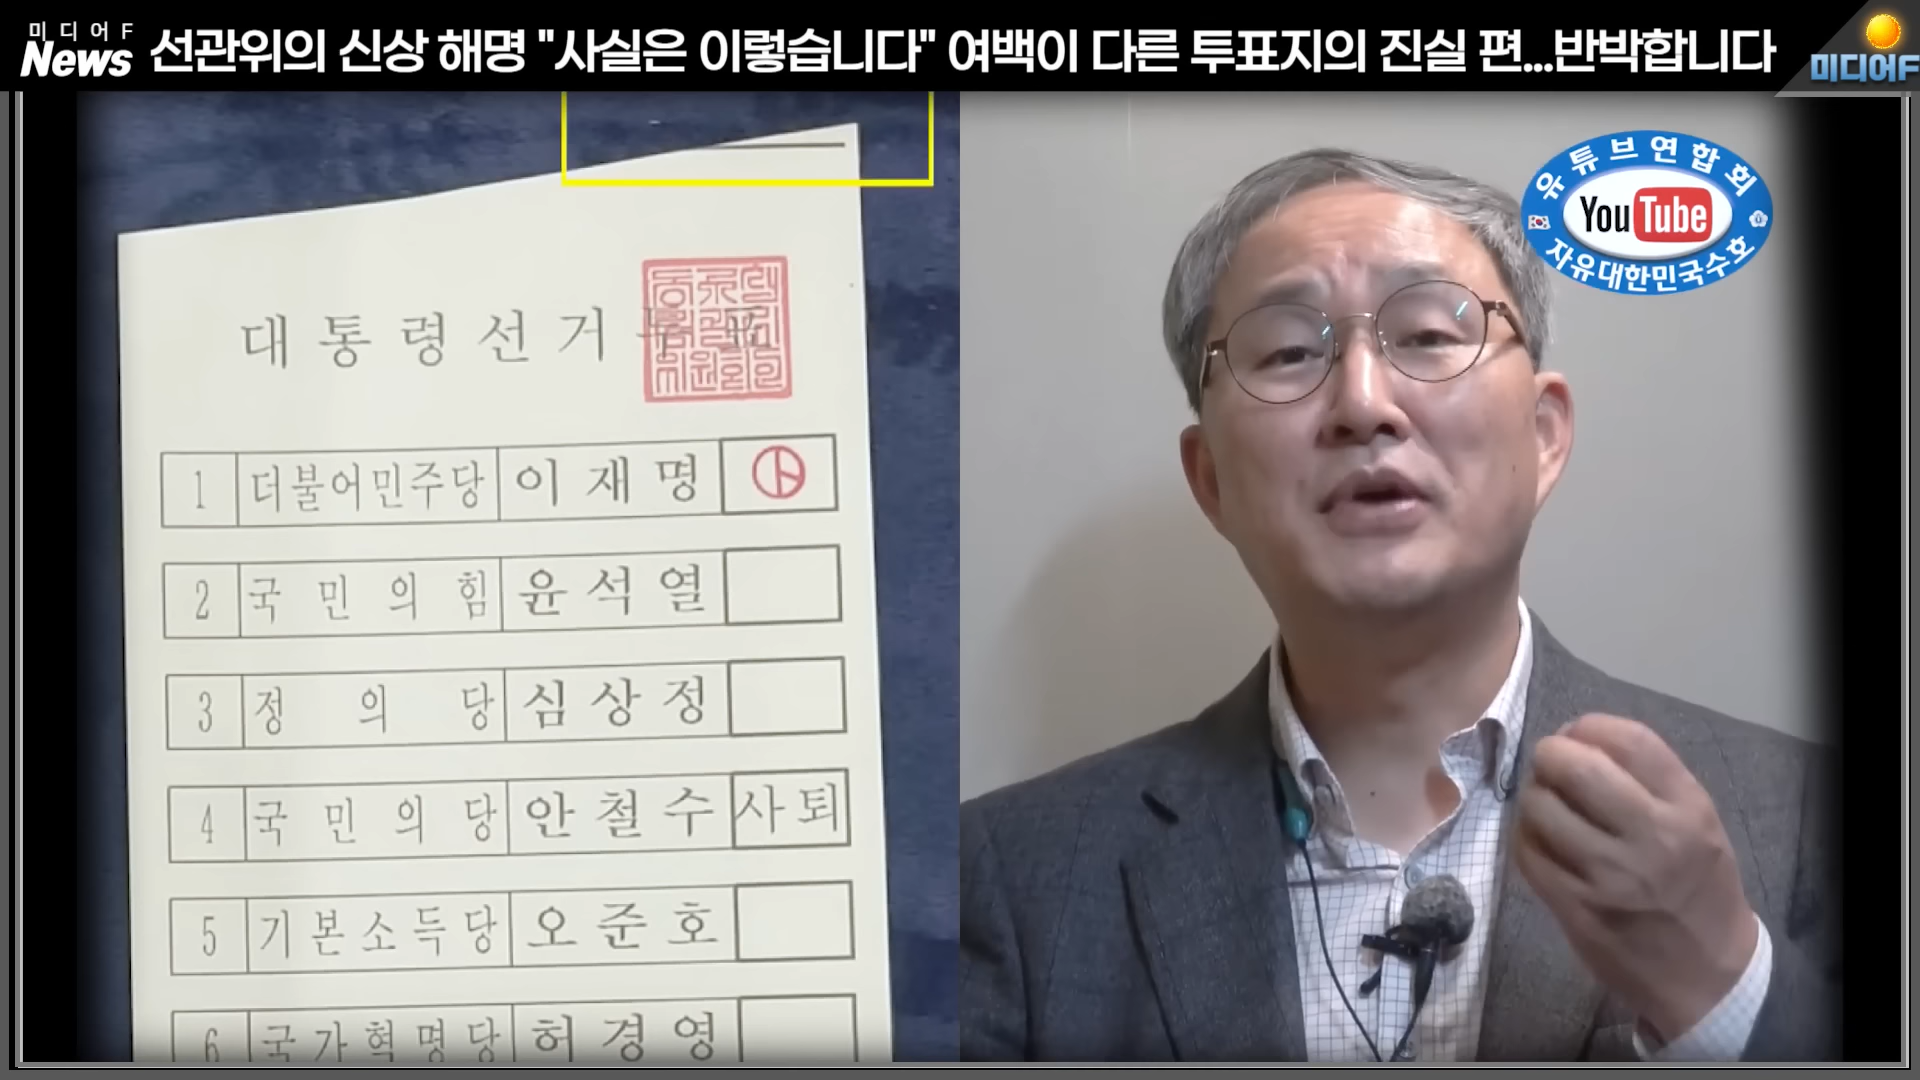 미디어F
News
선관위의 신상 해명 "사실은 이렇습니다" 여백이 다른 투표지의 진실 편...반박합니다
미디어F
유튜브연합회
YouTube
자유대한민국수호
대통령선거투표
1 더불어민주당 이재명
2 국민의힘 윤석열
3 정의당 심상정
4 국민의당 안철수 사퇴
5 기본소득당 오준호
6 국가혁명당 허경영